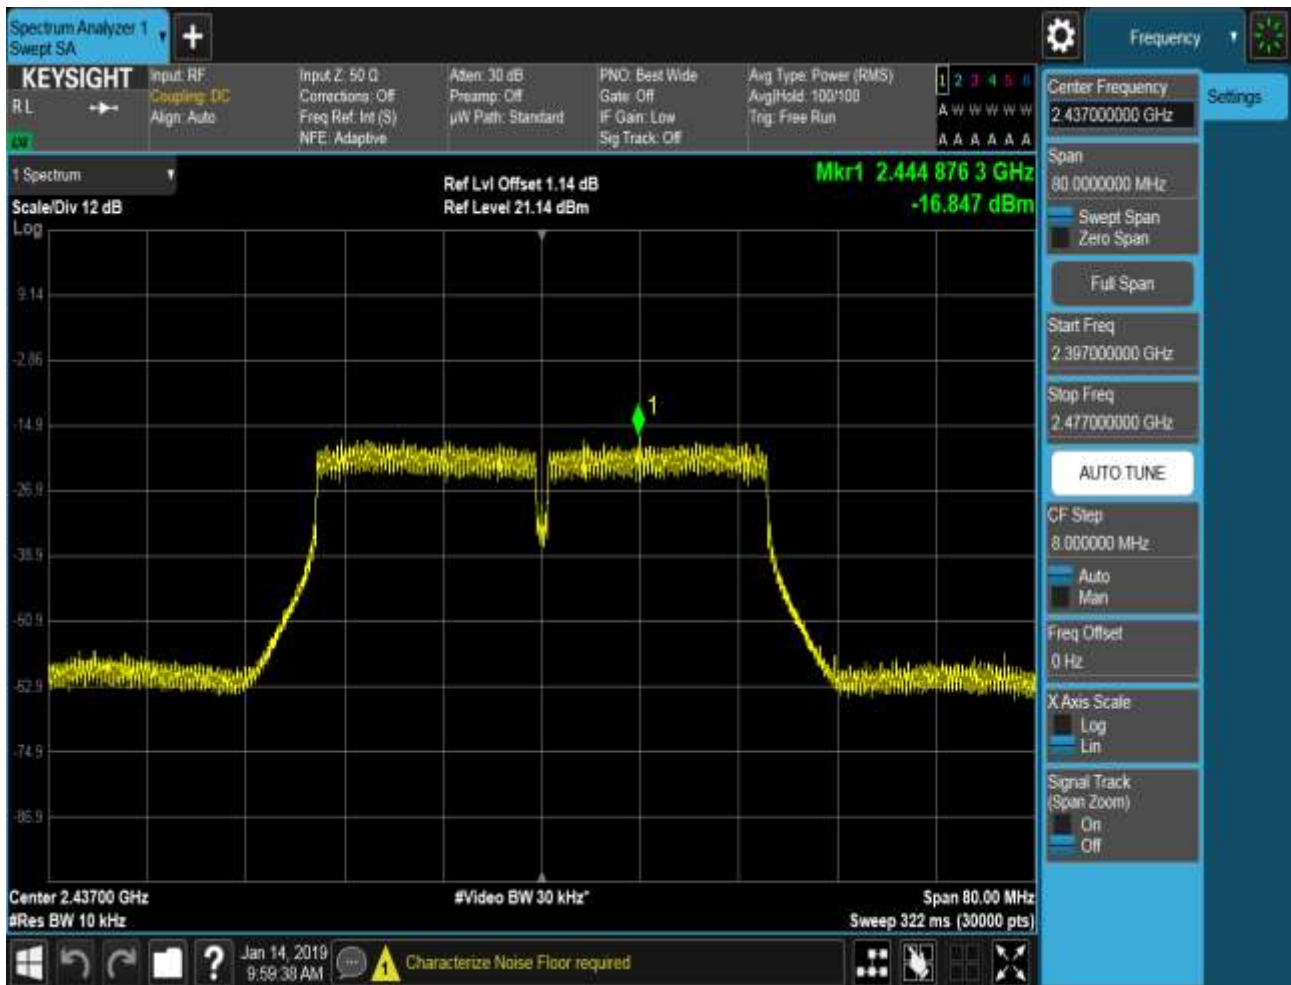 Spectrum Analyzer 1
Swept SA
+
Frequency
KEYSIGHT
R L
Input: RF
Coupling: DC
Align: Auto
Input Z: 50 Ω
Corrections: Off
Freq Ref: Int (S)
NFE: Adaptive
Atten: 30 dB
Preamp: Off
µW Path: Standard
PNO: Best Wide
Gate: Off
IF Gain: Low
Sig Track: Off
Avg Type: Power (RMS)
Avg|Hold: 100/100
Trig: Free Run
1 2 3 4 5 6
A W W W W W
A A A A A A
Center Frequency
2.437000000 GHz
Settings
Span
80.0000000 MHz
Swept Span
Zero Span
Full Span
Start Freq
2.397000000 GHz
Stop Freq
2.477000000 GHz
AUTO TUNE
CF Step
8.000000 MHz
Auto
Man
Freq Offset
0 Hz
X Axis Scale
Log
Lin
Signal Track
(Span Zoom)
On
Off
1 Spectrum
Scale/Div 12 dB
Log
Ref Lvl Offset 1.14 dB
Ref Level 21.14 dBm
Mkr1 2.444 876 3 GHz
-16.847 dBm
9.14
-2.86
-14.9
1
-26.9
-38.9
-50.9
-62.9
-74.9
-86.9
Center 2.43700 GHz
#Res BW 10 kHz
#Video BW 30 kHz*
Span 80.00 MHz
Sweep 322 ms (30000 pts)
?
Jan 14, 2019
9:59:38 AM
1
Characterize Noise Floor required